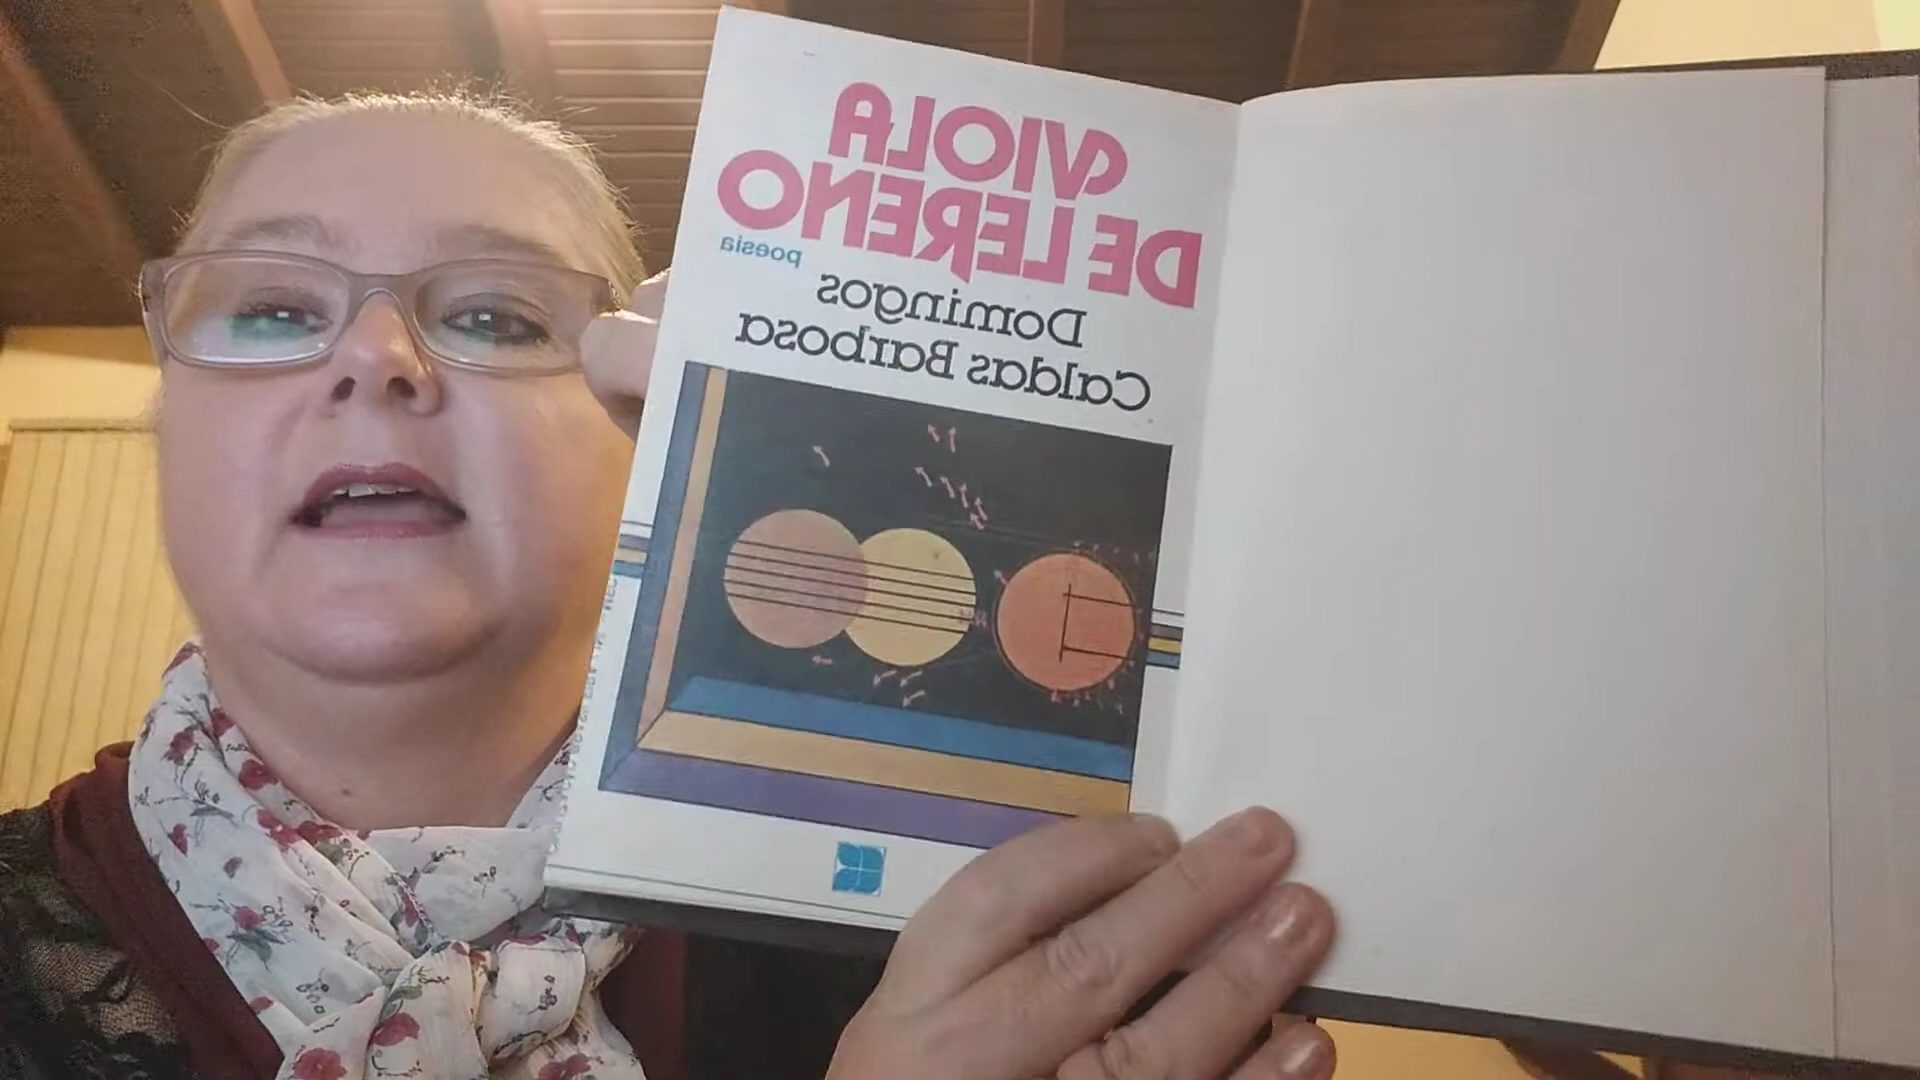 VIOLA
DE LERENO
poesia
Domingos
Caldas Barbosa